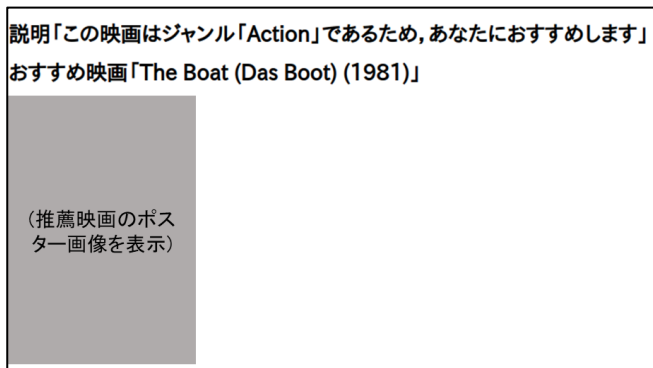 説明「この映画はジャンル「Action」であるため，あなたにおすすめします」
おすすめ映画「The Boat (Das Boot) (1981)」
（推薦映画のポス
ター画像を表示）